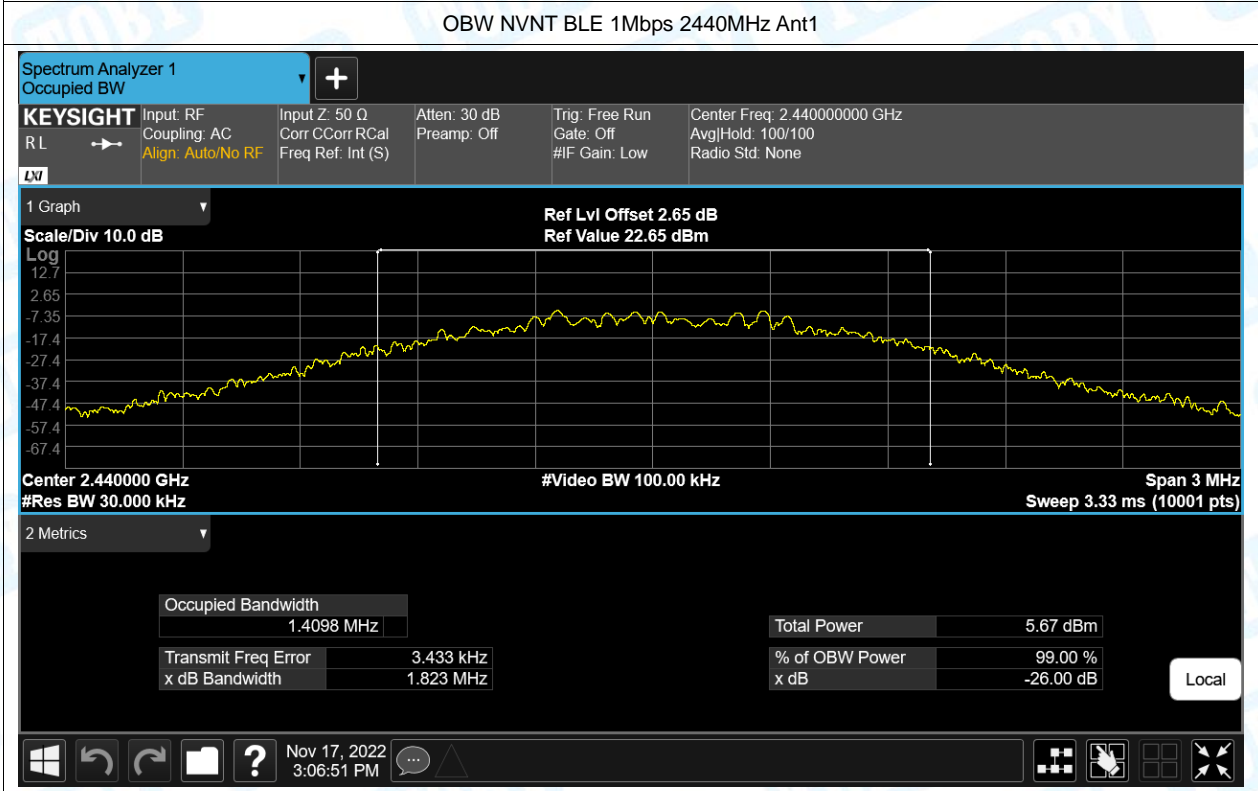 OBW NVNT BLE 1Mbps 2440MHz Ant1
Spectrum Analyzer 1
Occupied BW
KEYSIGHT
RL
LXI
Input: RF
Coupling: AC
Align: Auto/No RF
Input Z: 50 Ω
Corr CCorr RCal
Freq Ref: Int (S)
Atten: 30 dB
Preamp: Off
Trig: Free Run
Gate: Off
#IF Gain: Low
Center Freq: 2.440000000 GHz
Avg|Hold: 100/100
Radio Std: None
1 Graph
Scale/Div 10.0 dB
Ref Lvl Offset 2.65 dB
Ref Value 22.65 dBm
Log
12.7
2.65
-7.35
-17.4
-27.4
-37.4
-47.4
-57.4
-67.4
Center 2.440000 GHz
#Video BW 100.00 kHz
Span 3 MHz
#Res BW 30.000 kHz
Sweep 3.33 ms (10001 pts)
2 Metrics
Occupied Bandwidth
1.4098 MHz
Transmit Freq Error 3.433 kHz
x dB Bandwidth 1.823 MHz
Total Power 5.67 dBm
% of OBW Power 99.00 %
x dB -26.00 dB
Local
Nov 17, 2022
3:06:51 PM